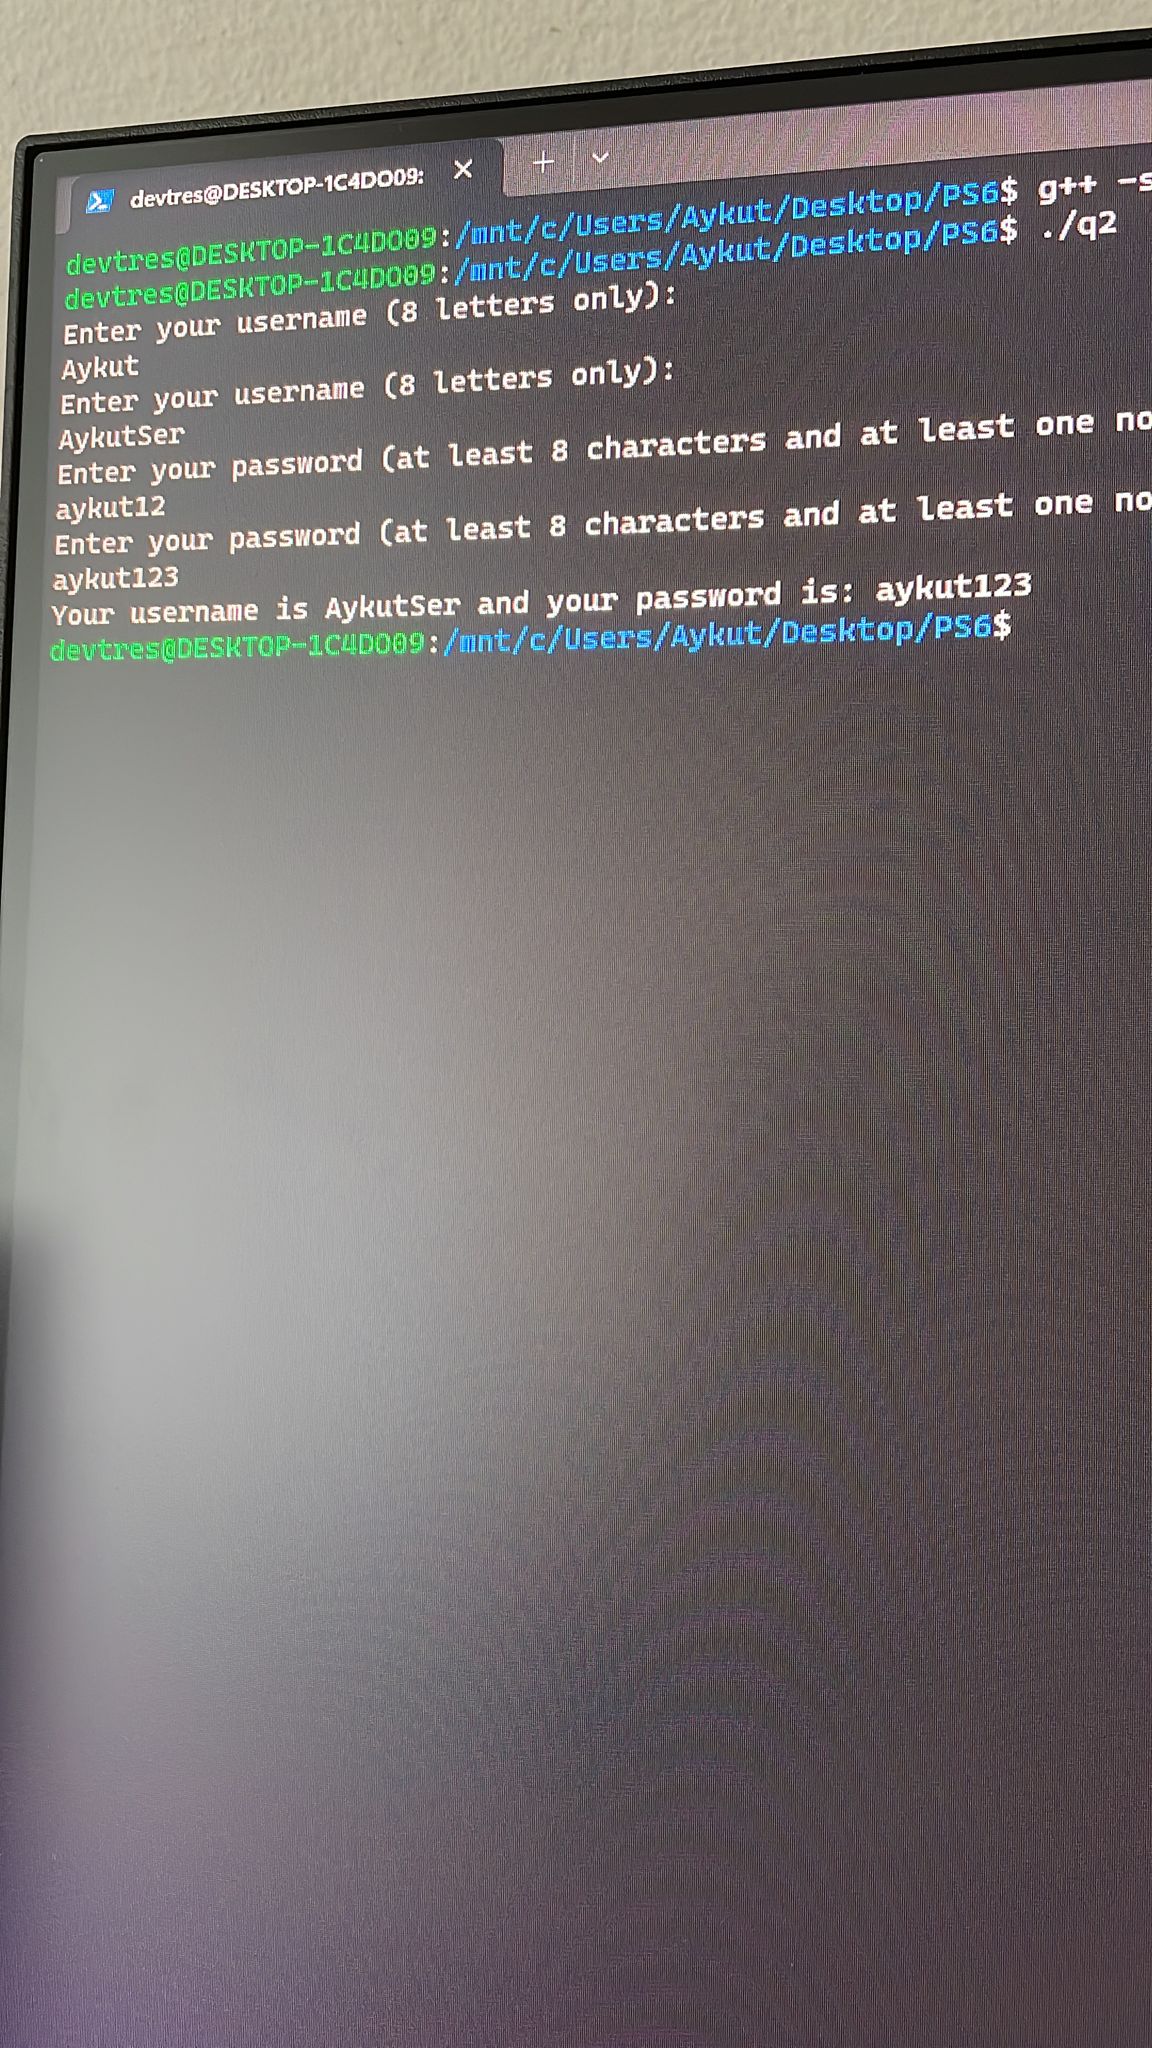 devtres@DESKTOP-1C4DO09:
devtres@DESKTOP-1C4DO09:/mnt/c/Users/Aykut/Desktop/PS6$ g++ -s
devtres@DESKTOP-1C4DO09:/mnt/c/Users/Aykut/Desktop/PS6$ ./q2
Enter your username (8 letters only):
Aykut
Enter your username (8 letters only):
AykutSer
Enter your password (at least 8 characters and at least one no
aykut12
Enter your password (at least 8 characters and at least one no
aykut123
Your username is AykutSer and your password is: aykut123
devtres@DESKTOP-1C4DO09:/mnt/c/Users/Aykut/Desktop/PS6$